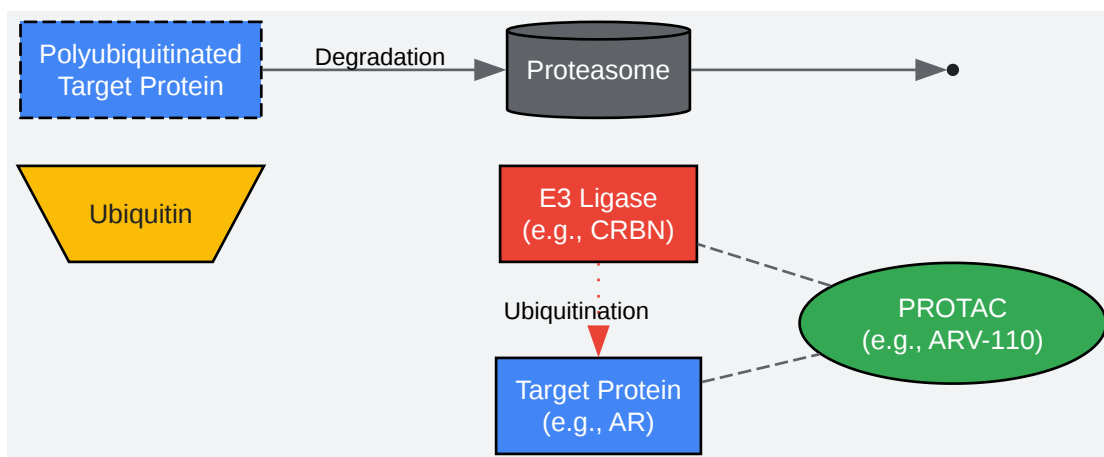 Polyubiquitinated
Target Protein
Degradation
Proteasome
Ubiquitin
E3 Ligase
(e.g., CRBN)
Ubiquitination
PROTAC
(e.g., ARV-110)
Target Protein
(e.g., AR)